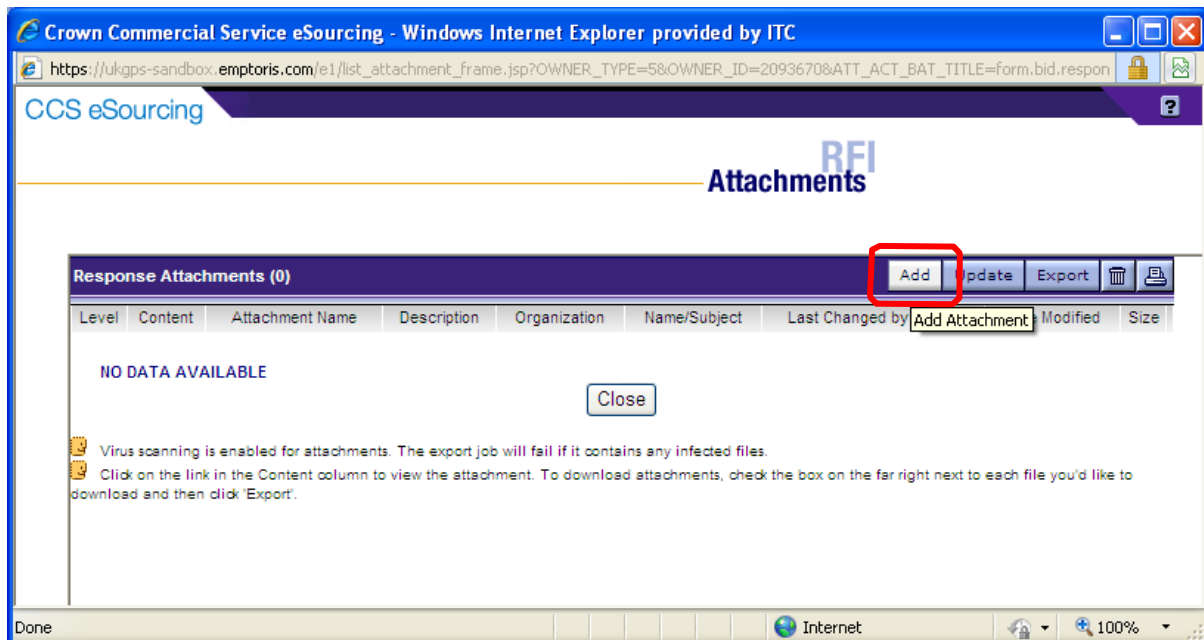 Crown Commercial Service eSourcing - Windows Internet Explorer provided by ITC
https://ukgps-sandbox.emptoris.com/e1/list_attachment_frame.jsp?OWNER_TYPE=5&OWNER_ID=2093670&ATT_ACT_BAT_TITLE=form.bid.respon
CCS eSourcing
?
RFI
Attachments
Response Attachments (0) Add Update Export
Level Content Attachment Name Description Organization Name/Subject Last Changed by Modified Size
Add Attachment
NO DATA AVAILABLE
Close
Virus scanning is enabled for attachments. The export job will fail if it contains any infected files.
Click on the link in the Content column to view the attachment. To download attachments, check the box on the far right next to each file you'd like to
download and then click 'Export'.
Done Internet 100%